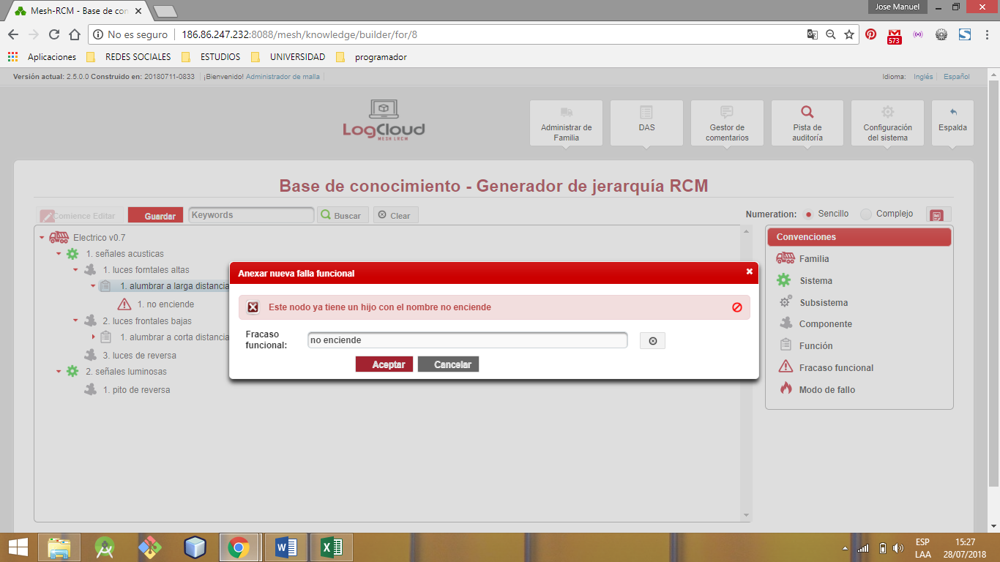 Mesh-RCM - Base de con
Jose Manuel
No es seguro
186.86.247.232:8088/mesh/knowledge/builder/for/8
573
Aplicaciones
REDES SOCIALES
ESTUDIOS
UNIVERSIDAD
programador
Versión actual: 2.5.0.0 Construido en: 20180711-0833
¡Bienvenido! Administrador de malla
Idioma:
Inglés
Español
LogCloud
MESH LRCM
Administrar de
Familia
DAS
Gestor de
comentarios
Pista de
auditoría
Configuración
del sistema
Espalda
Base de conocimiento - Generador de jerarquía RCM
Comience Editar
Guardar
Keywords
Buscar
Clear
Numeration:
Sencillo
Complejo
Electrico v0.7
1. señales acusticas
1. luces forntales altas
1. alumbrar a larga distancia
1. no enciende
2. luces frontales bajas
1. alumbrar a corta distancia
3. luces de reversa
2. señales luminosas
1. pito de reversa
Anexar nueva falla funcional
Este nodo ya tiene un hijo con el nombre no enciende
Fracaso
funcional:
no enciende
Aceptar
Cancelar
Convenciones
Familia
Sistema
Subsistema
Componente
Función
Fracaso funcional
Modo de fallo
ESP
LAA
15:27
28/07/2018